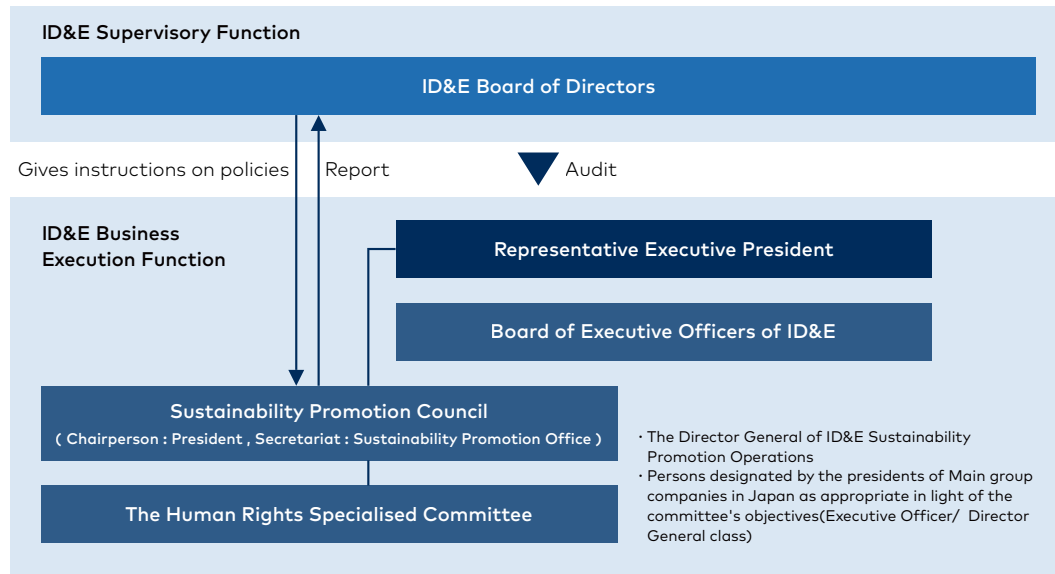 ID&E Supervisory Function
ID&E Board of Directors
Gives instructions on policies
Report
Audit
ID&E Business
Execution Function
Representative Executive President
Board of Executive Officers of ID&E
Sustainability Promotion Council
( Chairperson : President , Secretariat : Sustainability Promotion Office )
The Human Rights Specialised Committee
・The Director General of ID&E Sustainability
Promotion Operations
・Persons designated by the presidents of Main group
companies in Japan as appropriate in light of the
committee's objectives(Executive Officer/ Director
General class)